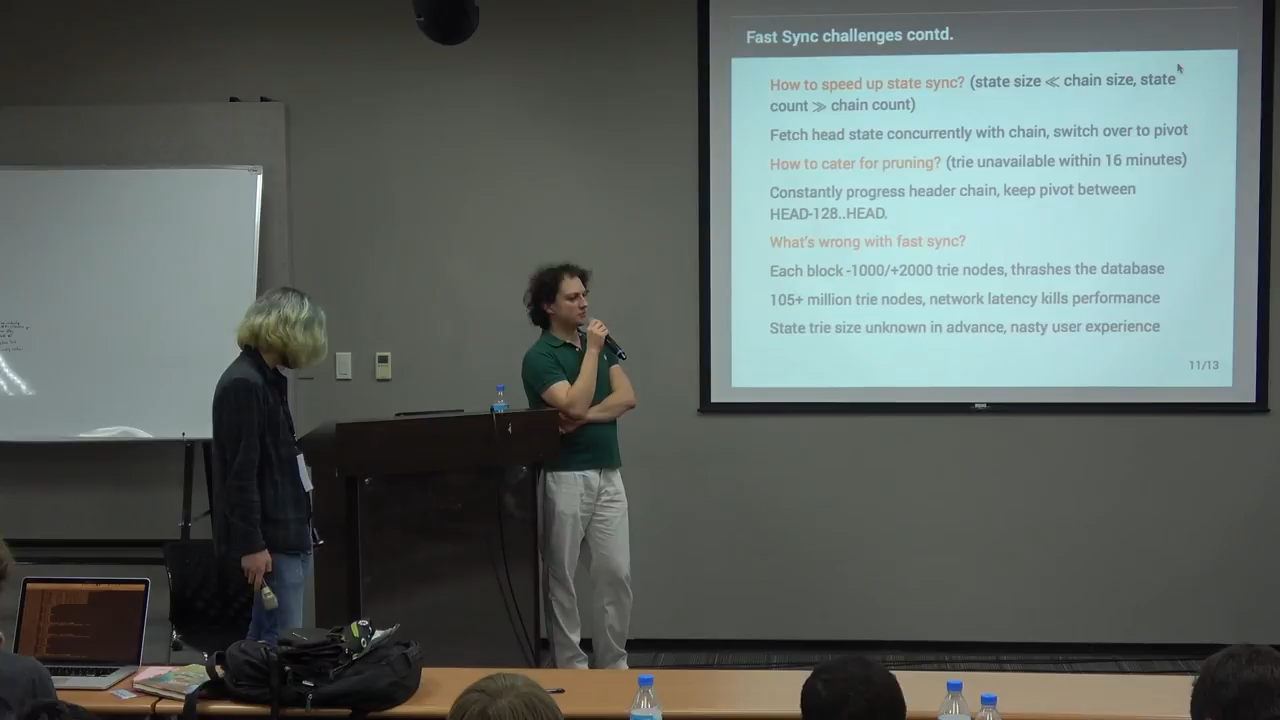 Fast Sync challenges contd.
How to speed up state sync? (state size ≪ chain size, state
count ≫ chain count)
Fetch head state concurrently with chain, switch over to pivot
How to cater for pruning? (trie unavailable within 16 minutes)
Constantly progress header chain, keep pivot between
HEAD-128..HEAD.
What's wrong with fast sync?
Each block -1000/+2000 trie nodes, thrashes the database
105+ million trie nodes, network latency kills performance
State trie size unknown in advance, nasty user experience
11/13